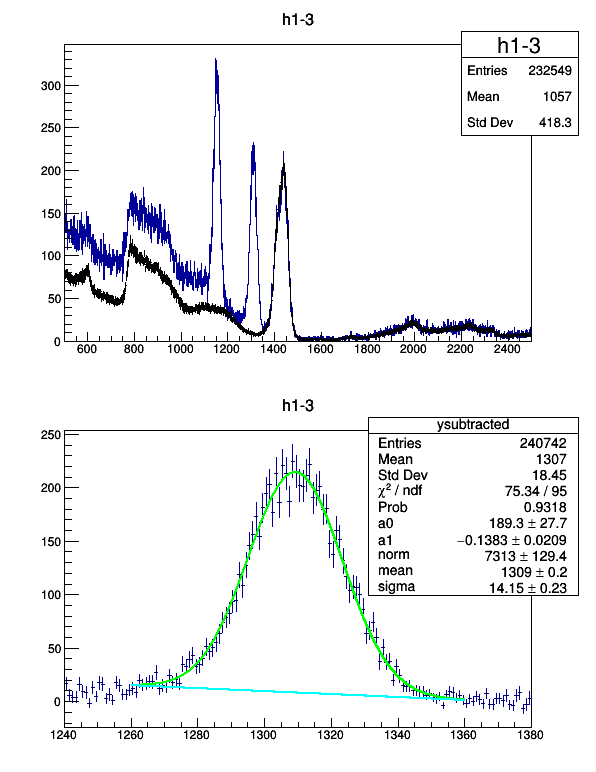 h1-3
h1-3
Entries 232549
Mean 1057
Std Dev 418.3
300
250
200
150
100
50
0
600 800 1000 1200 1400 1600 1800 2000 2200 2400
h1-3
ysubtracted
Entries 240742
Mean 1307
Std Dev 18.45
χ² / ndf 75.34 / 95
Prob 0.9318
a0 189.3 ± 27.7
a1 −0.1383 ± 0.0209
norm 7313 ± 129.4
mean 1309 ± 0.2
sigma 14.15 ± 0.23
250
200
150
100
50
0
1240 1260 1280 1300 1320 1340 1360 1380